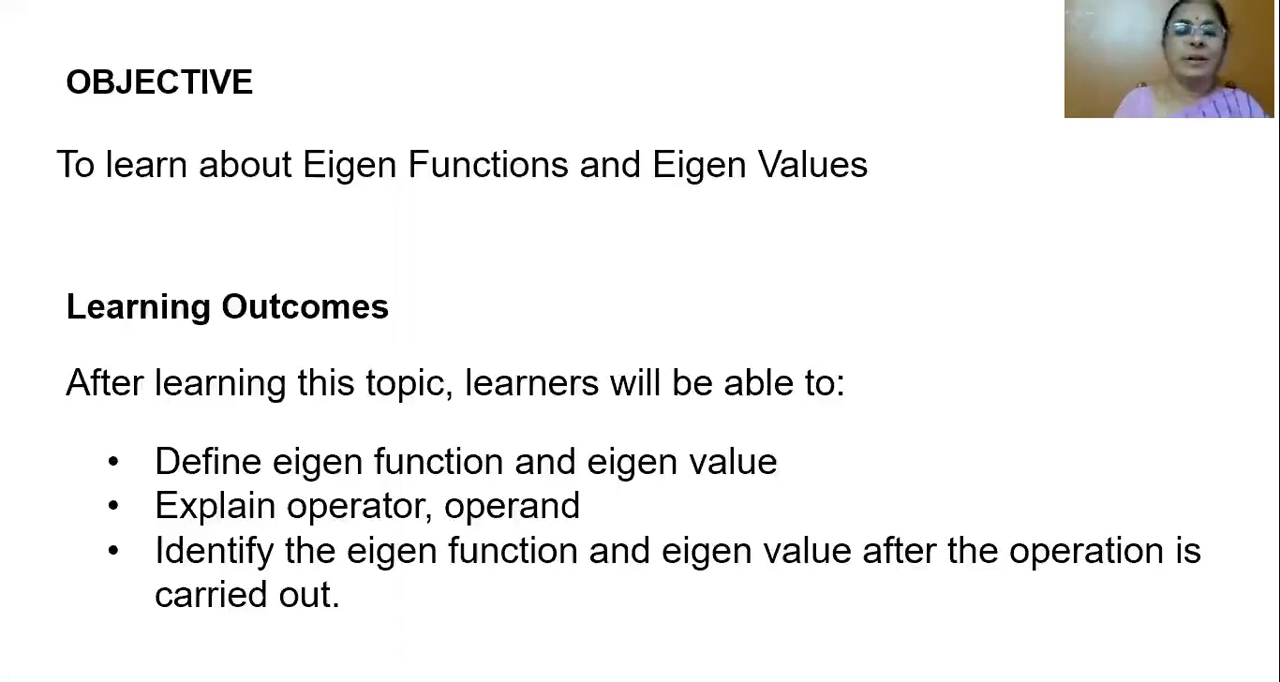 OBJECTIVE
To learn about Eigen Functions and Eigen Values
Learning Outcomes
After learning this topic, learners will be able to:
• Define eigen function and eigen value
• Explain operator, operand
• Identify the eigen function and eigen value after the operation is
carried out.